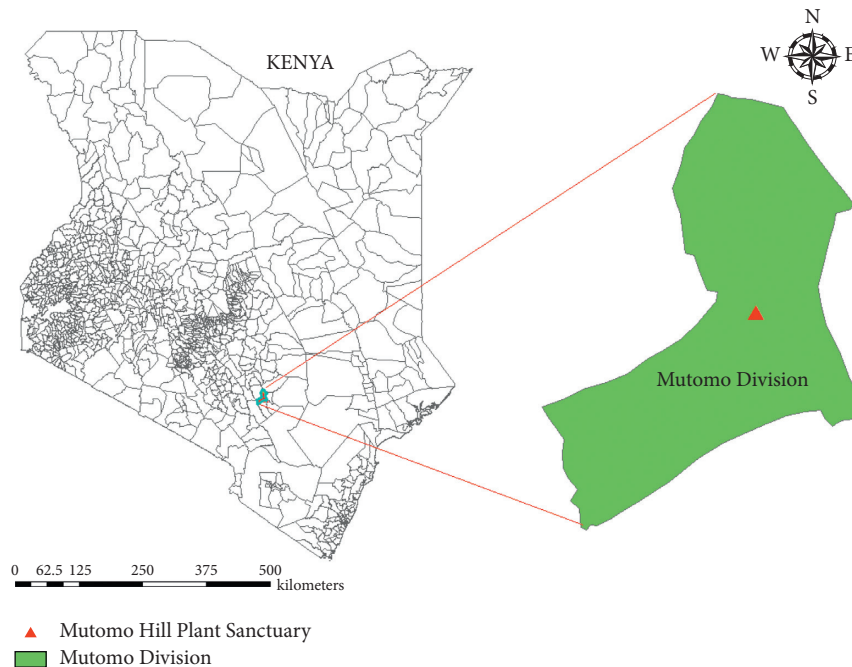 KENYA
N
W E
S
Mutomo Division
0 62.5 125 250 375 500
kilometers
Mutomo Hill Plant Sanctuary
Mutomo Division